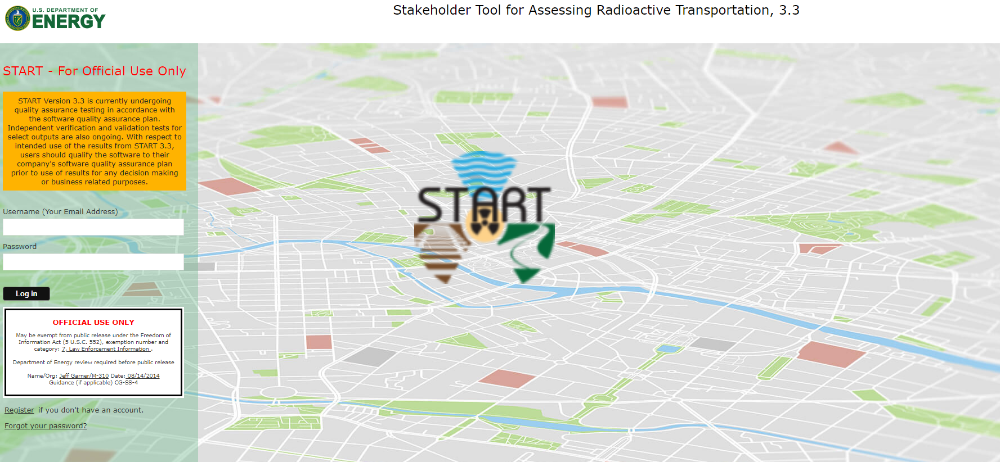 U.S. DEPARTMENT OF
ENERGY
Stakeholder Tool for Assessing Radioactive Transportation, 3.3
START - For Official Use Only
START Version 3.3 is currently undergoing
quality assurance testing in accordance with
the software quality assurance plan.
Independent verification and validation tests for
select outputs are also ongoing. With respect to
intended use of the results from START 3.3,
users should qualify the software to their
company's software quality assurance plan
prior to use of results for any decision making
or business related purposes.
Username (Your Email Address)
Password
Log in
OFFICIAL USE ONLY
May be exempt from public release under the Freedom of
Information Act (5 U.S.C. 552), exemption number and
category: 7, Law Enforcement Information .
Department of Energy review required before public release
Name/Org: Jeff Garner/M-310 Date: 08/14/2014
Guidance (if applicable) CG-SS-4
Register if you don't have an account.
Forgot your password?
START